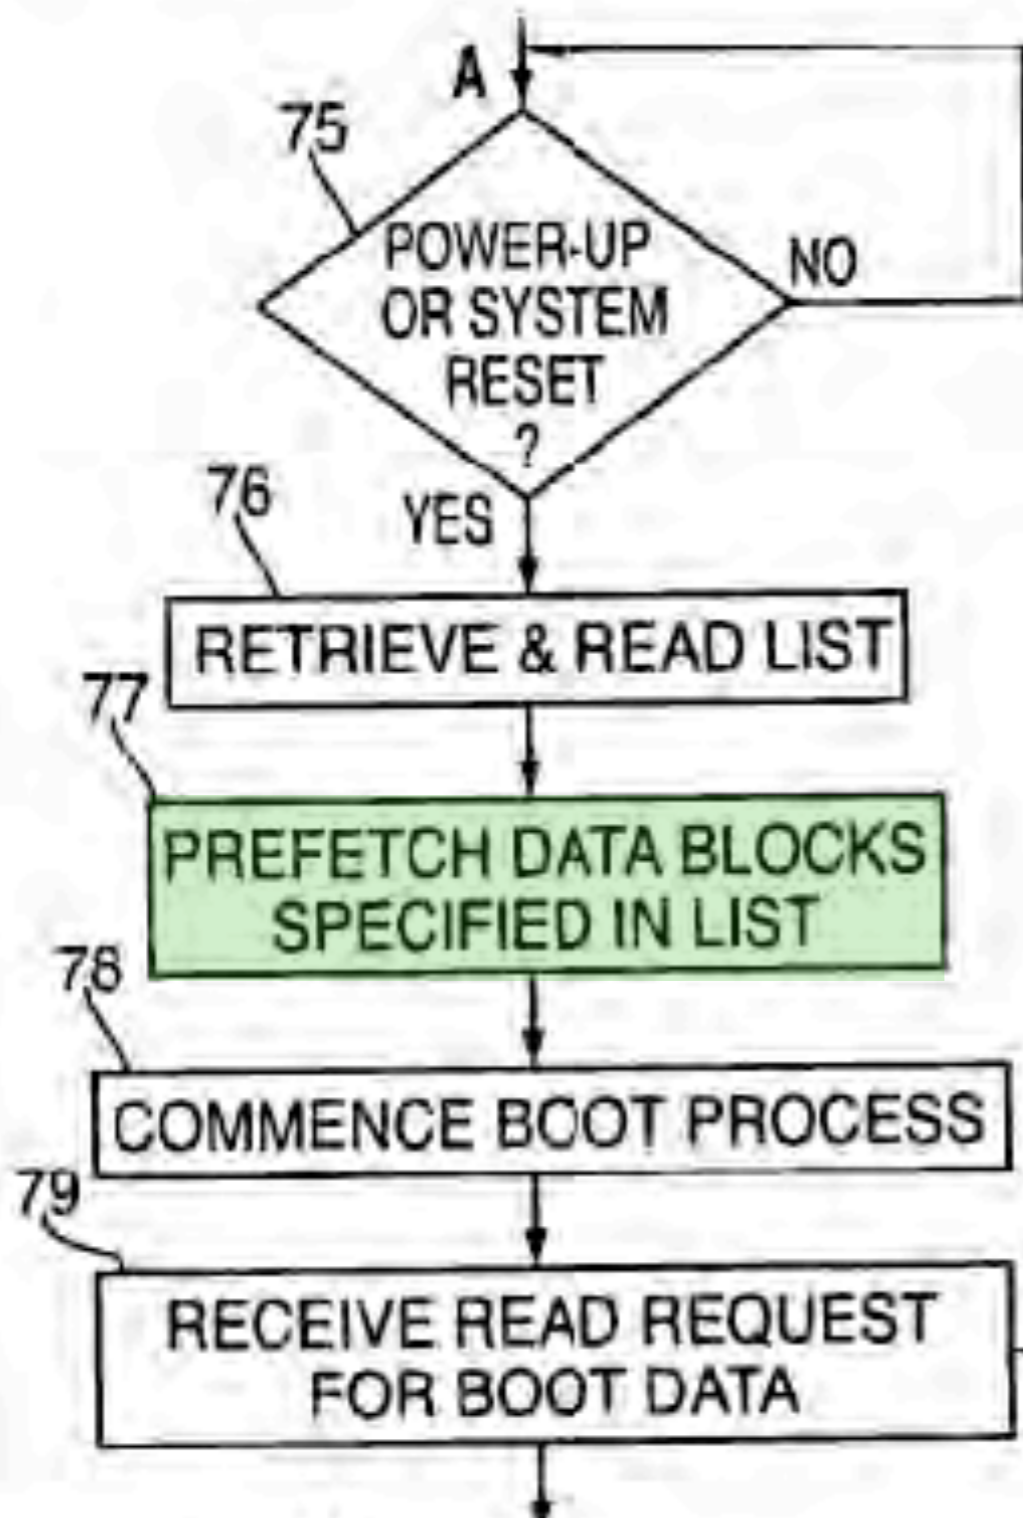 A
75
POWER-UP
OR SYSTEM
RESET
?
NO
YES
76
RETRIEVE & READ LIST
77
PREFETCH DATA BLOCKS
SPECIFIED IN LIST
78
COMMENCE BOOT PROCESS
79
RECEIVE READ REQUEST
FOR BOOT DATA